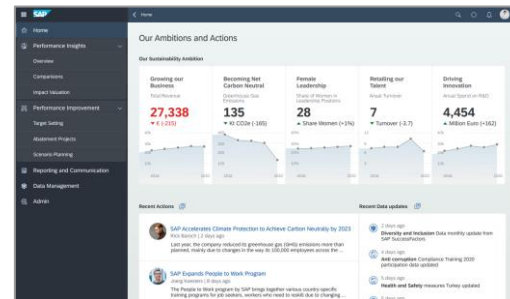 SAP
Home
Home
Performance Insights
Overview
Comparisons
Impact Valuation
Performance Improvement
Target Setting
Abatement Projects
Scenario Planning
Reporting and Communication
Data Management
Admin
Our Ambitions and Actions
Our Sustainability Ambition
Growing our
Business
Total Revenue
27,338
€ (-215)
Becoming Net
Carbon Neutral
Greenhouse Gas
Emissions
135
Kt CO2e (-165)
Female
Leadership
Share of Women in
Leadership Positions
28
Share Women (+1%)
Retailing our
Talent
Actual Turnover
7
Turnover (-3.7)
Driving
Innovation
4,454
Million Euro (+162)
Recent Actions
SAP Accelerates Climate Protection to Achieve Carbon Neutrally by 2023
2 days ago
Last year, the company reduced its greenhouse gas (GHG) emissions more than
planned, mainly due to changes in the way its 100,000 employees across the ...
SAP Expands People to Work Program
The People to Work program by SAP brings together various country-specific
training programs for job seekers, workers who need to reskill due to changing ...
Recent Data updates
2 days ago
Diversity and Inclusion Data monthly update from
SAP SuccessFactors
Anti corruption Compliance Training 2020
participation data updated
5 days ago
Health and Safety measures Turkey updated